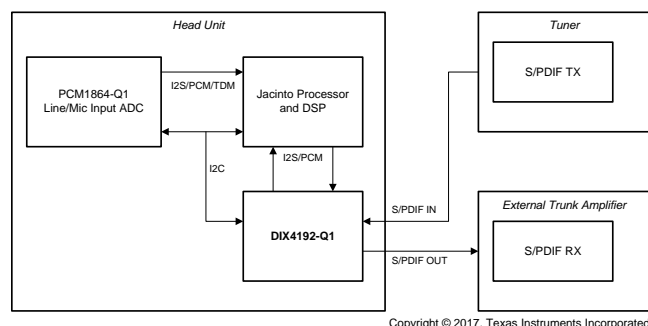 Head Unit
PCM1864-Q1
Line/Mic Input ADC
I2S/PCM/TDM
Jacinto Processor
and DSP
I2C
I2S/PCM
DIX4192-Q1
S/PDIF IN
S/PDIF OUT
Tuner
S/PDIF TX
External Trunk Amplifier
S/PDIF RX
Copyright © 2017, Texas Instruments Incorporated